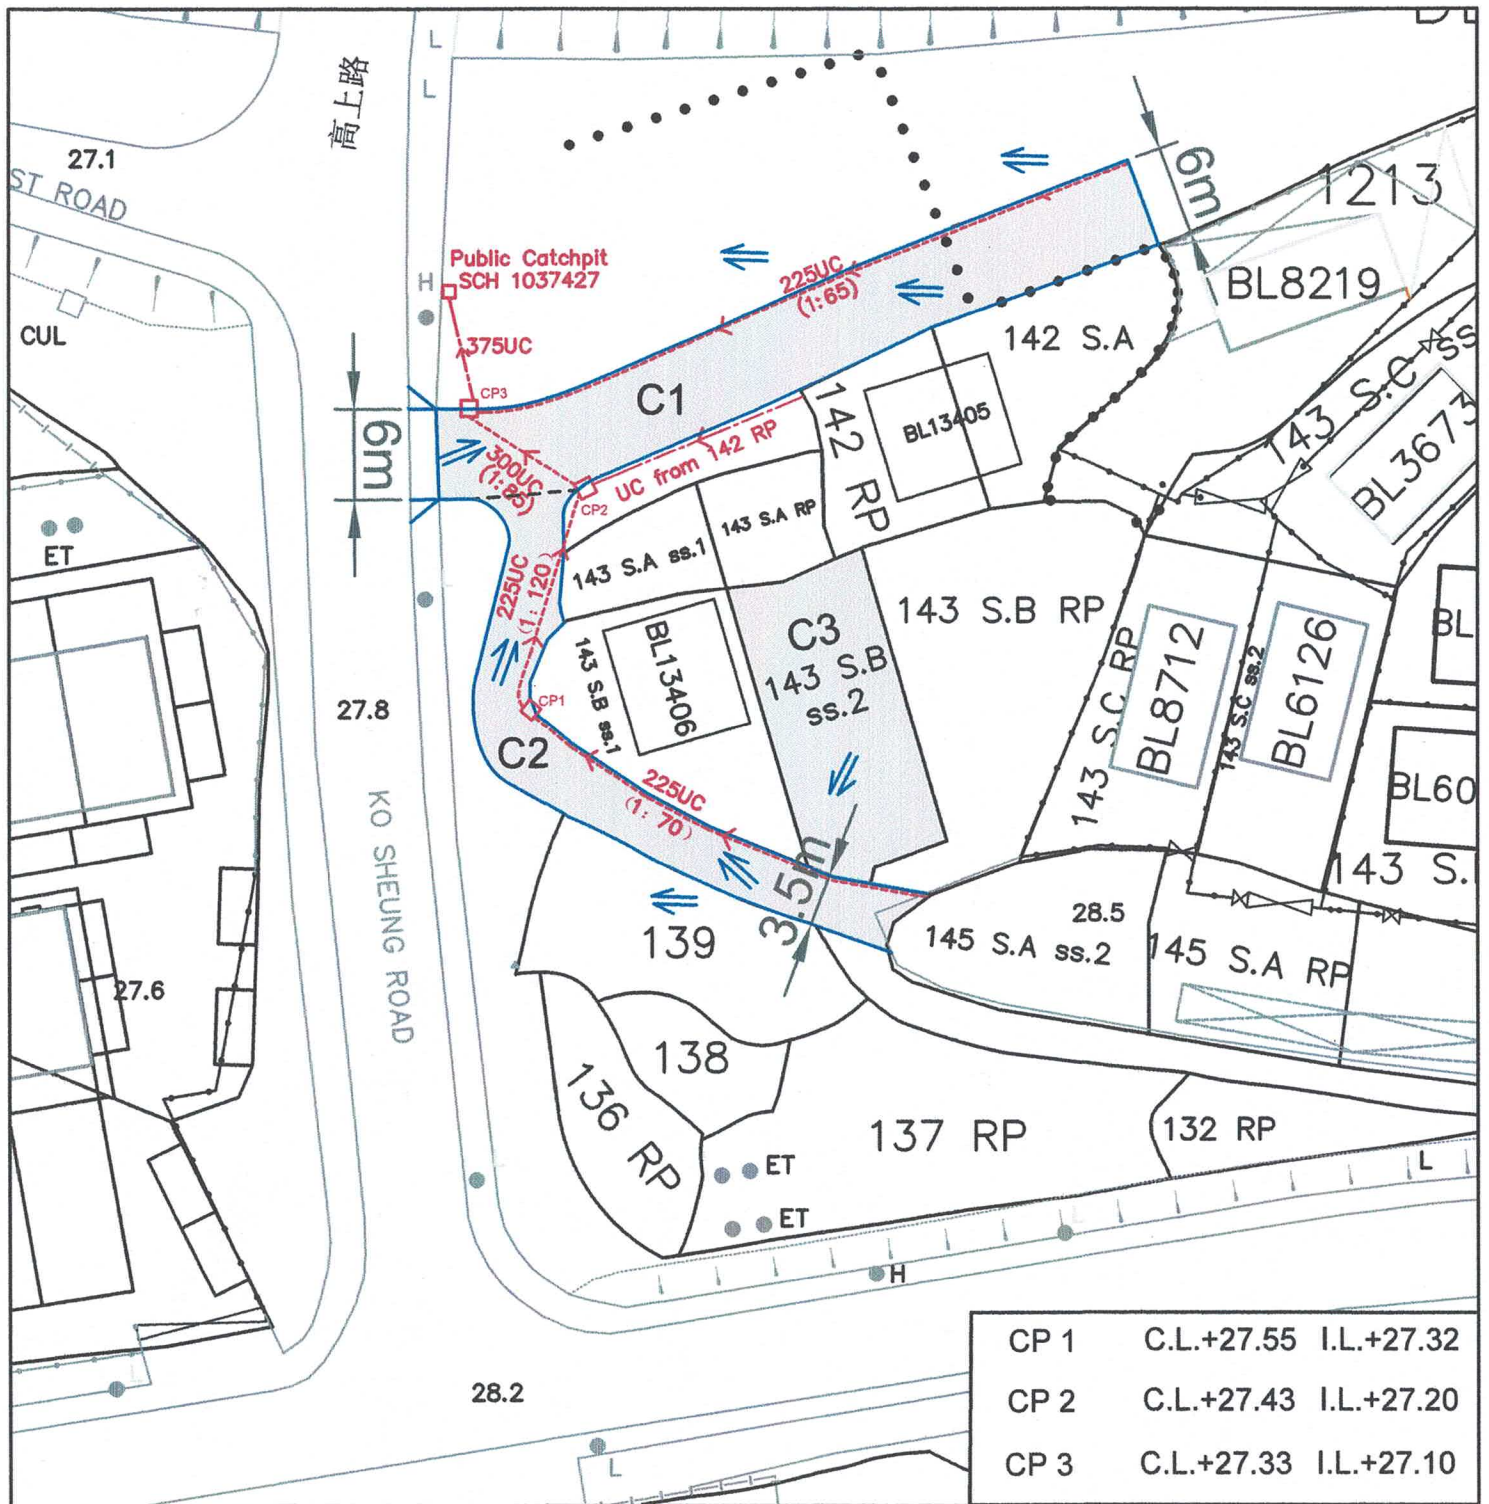 L
L
高上路
27.1
ST ROAD
6m
1213
Public Catchpit
SCH 1037427
H
225UC
(1:65)
BL8219
CUL
375UC
142 S.A
CP3
C1
6m
142 RP
BL13405
143 S.C ss
BL3673
300UC
(1:85)
UC from 142 RP
CP2
143 S.A RP
ET
143 S.A ss.1
225UC
(1:120)
143 S.B RP
C3
143 S.B
ss.2
BL13406
143 S.B ss.1
143 S.C RP
BL8712
143 S.C ss.2
BL6126
BL
27.8
CP1
C2
225UC
(1:70)
BL60
KO SHEUNG ROAD
3.5m
143 S.
139
28.5
145 S.A ss.2
145 S.A RP
27.6
138
136 RP
137 RP
132 RP
ET
L
ET
L
H
L
28.2
L
CP 1 C.L.+27.55 I.L.+27.32
CP 2 C.L.+27.43 I.L.+27.20
CP 3 C.L.+27.33 I.L.+27.10